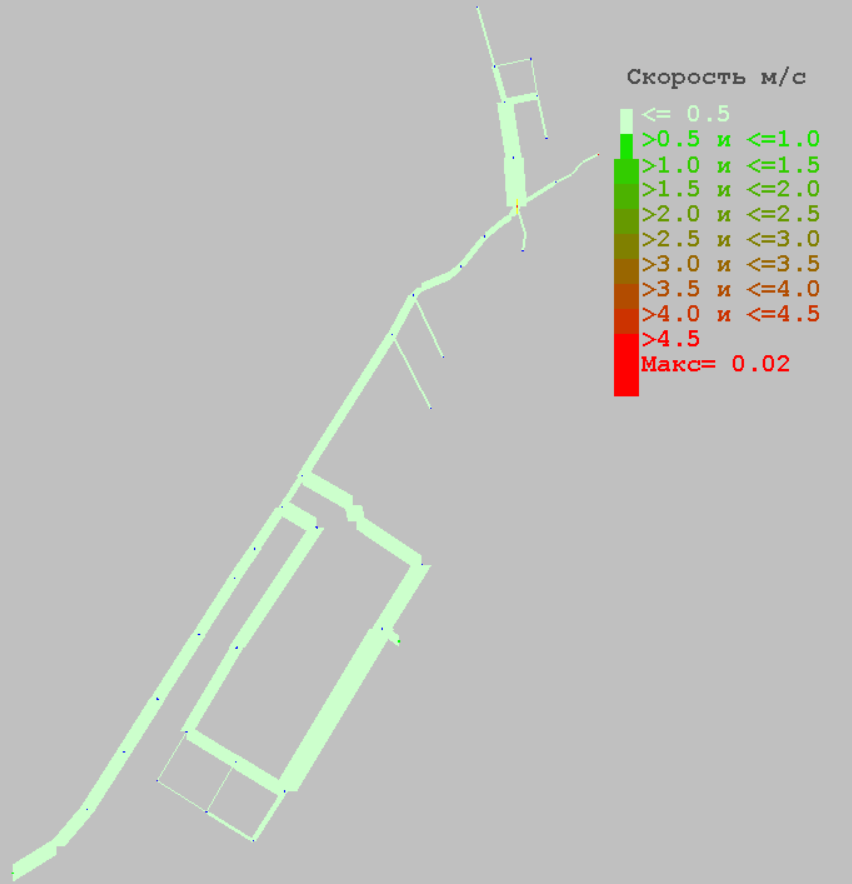 Скорость м/с
<= 0.5
>0.5 и <=1.0
>1.0 и <=1.5
>1.5 и <=2.0
>2.0 и <=2.5
>2.5 и <=3.0
>3.0 и <=3.5
>3.5 и <=4.0
>4.0 и <=4.5
>4.5
Макс= 0.02